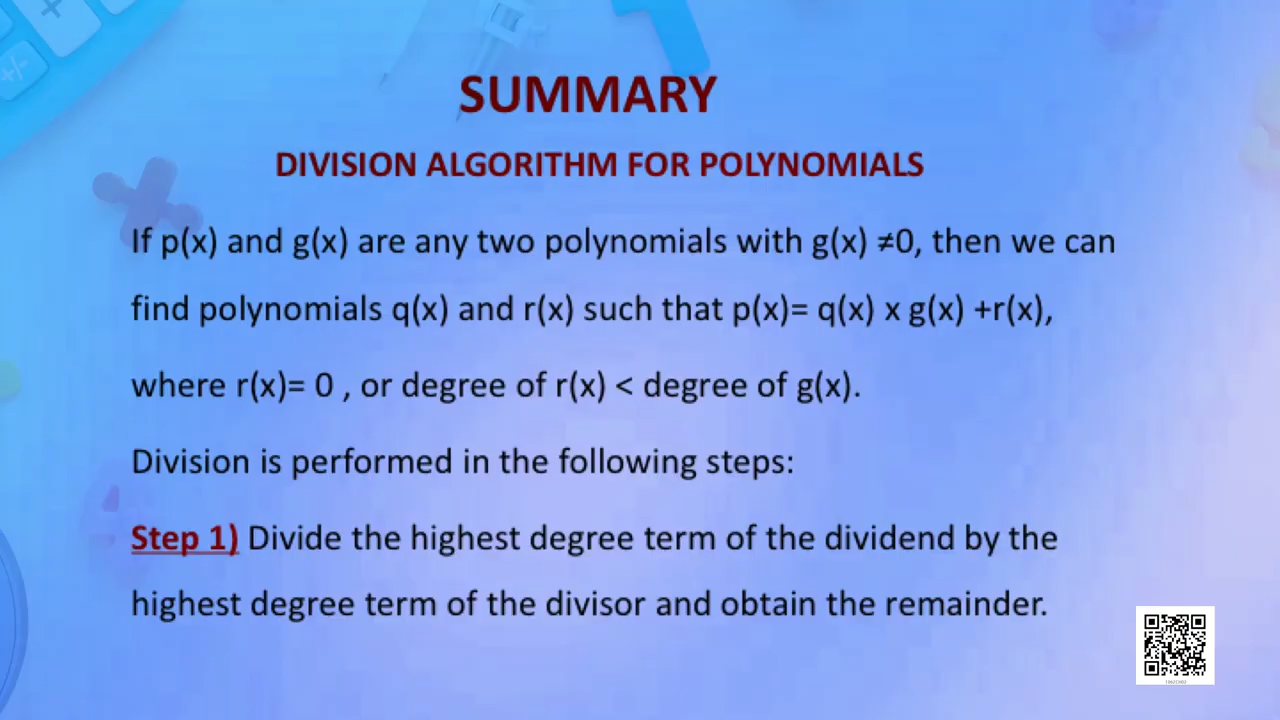 SUMMARY
DIVISION ALGORITHM FOR POLYNOMIALS
If p(x) and g(x) are any two polynomials with g(x) ≠0, then we can
find polynomials q(x) and r(x) such that p(x)= q(x) x g(x) +r(x),
where r(x)= 0 , or degree of r(x) < degree of g(x).
Division is performed in the following steps:
Step 1) Divide the highest degree term of the dividend by the
highest degree term of the divisor and obtain the remainder.